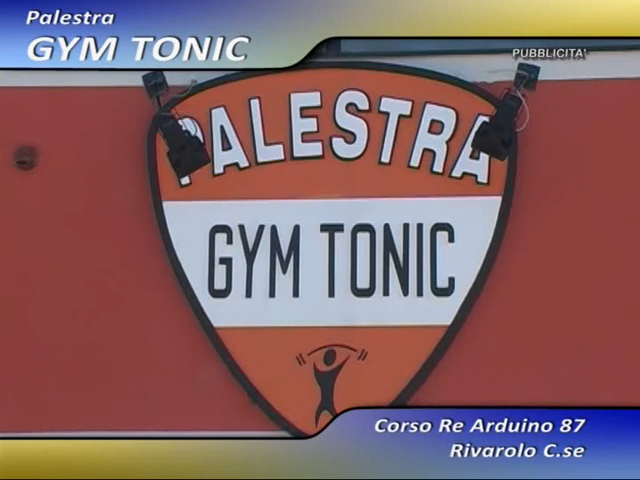 Palestra
GYM TONIC
PUBBLICITA'
PALESTRA
GYM TONIC
Corso Re Arduino 87
Rivarolo C.se